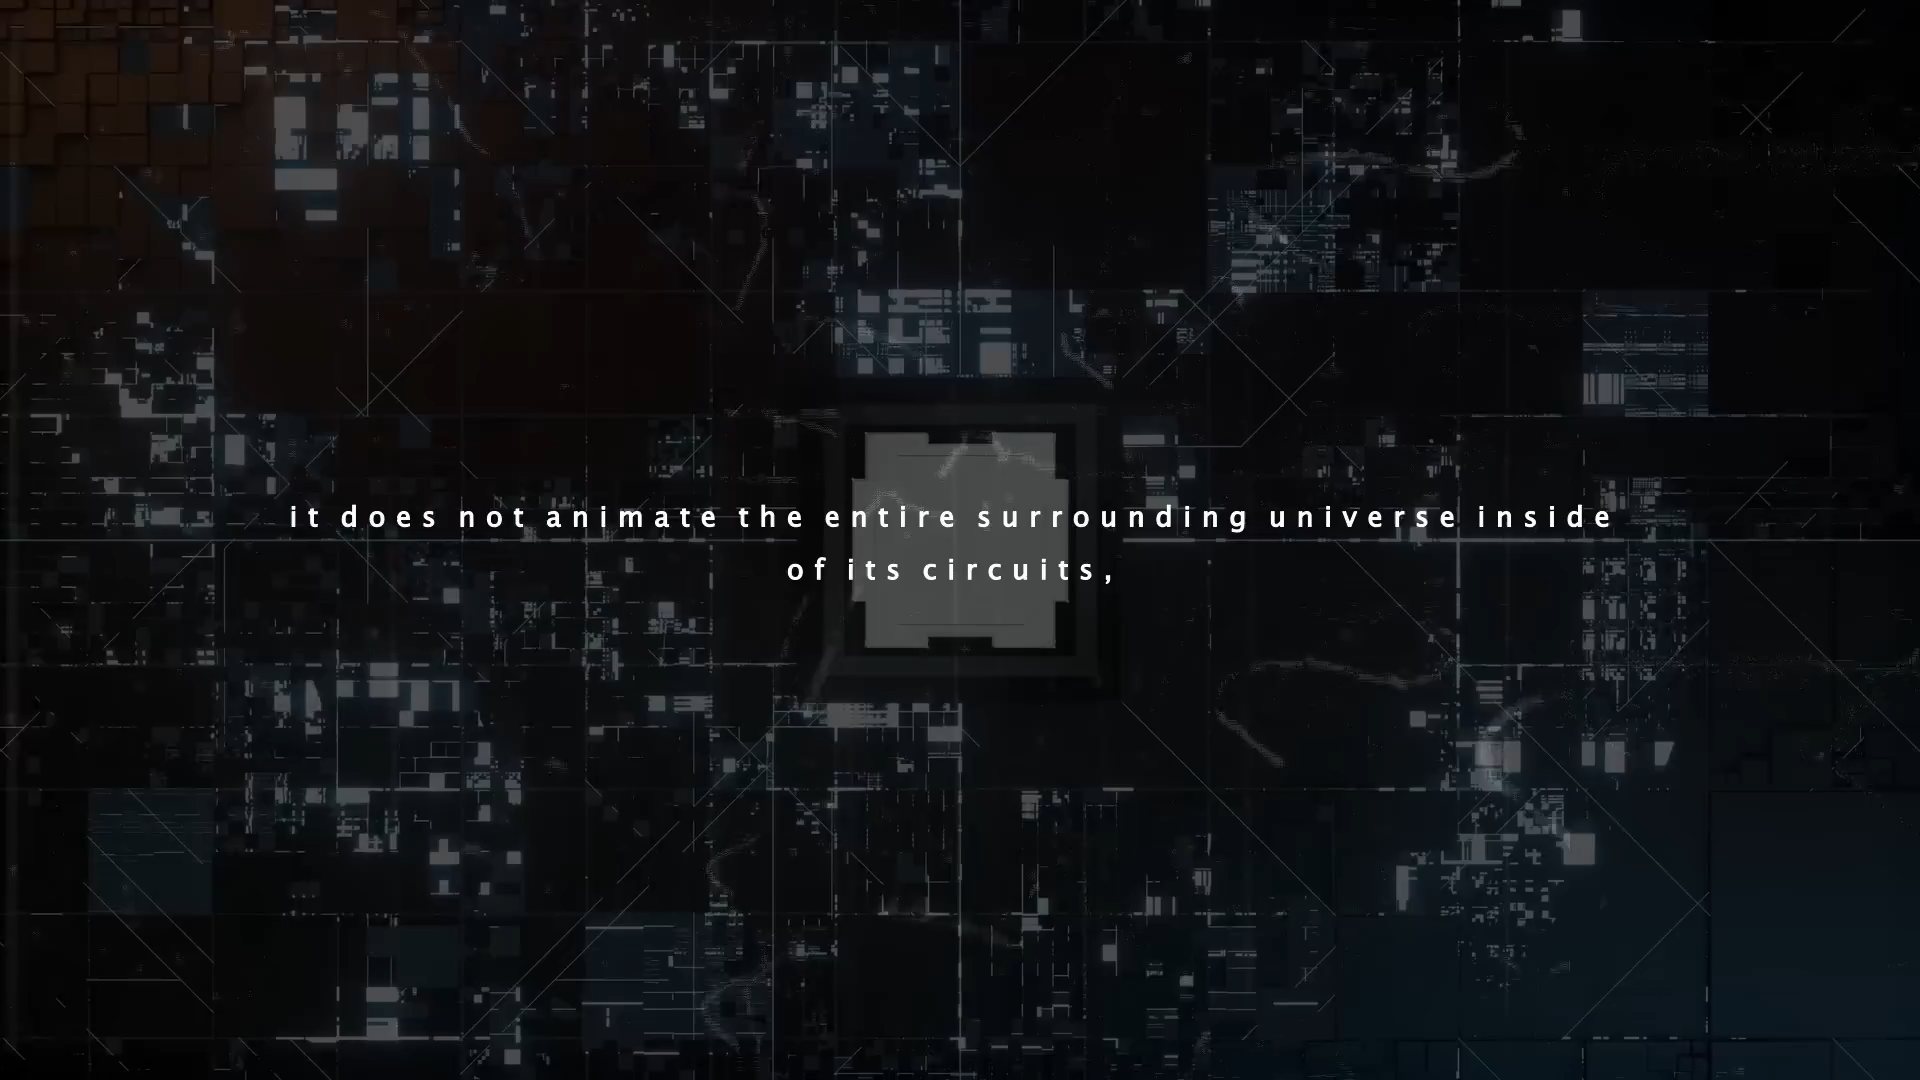 it does not animate the entire surrounding universe inside
of its circuits,